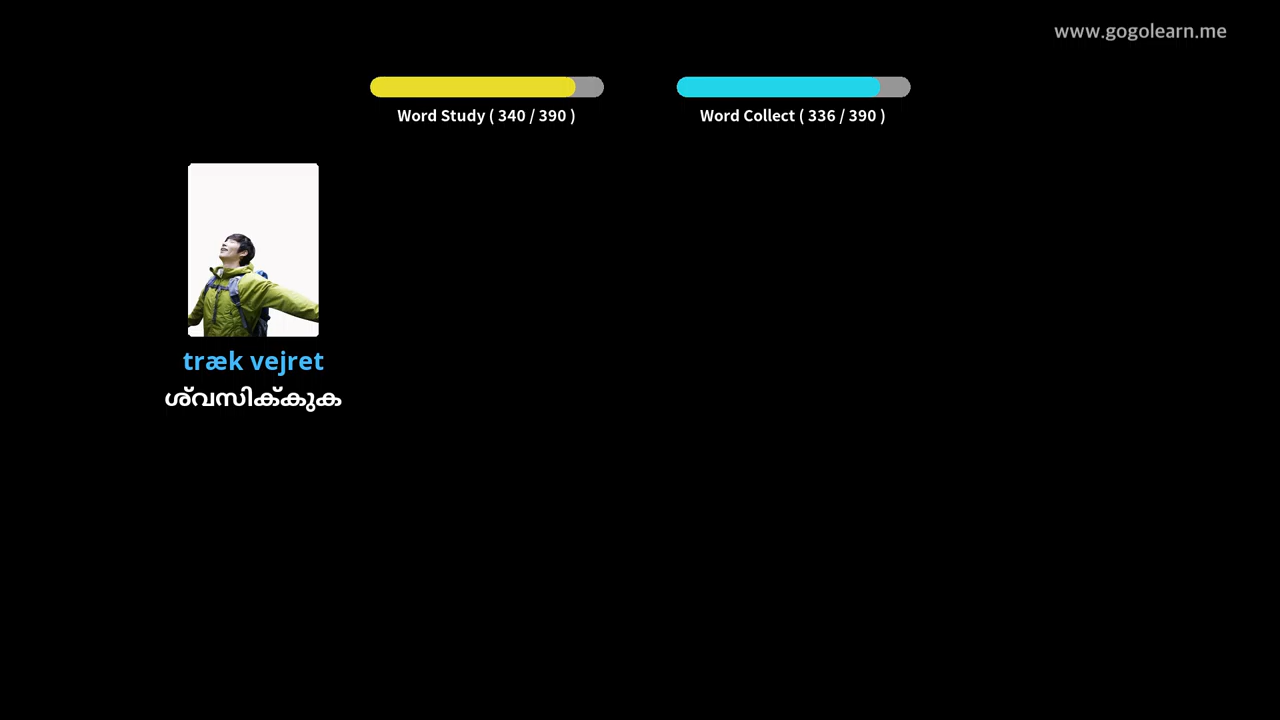 www.gogolearn.me
Word Study ( 340 / 390 )
Word Collect ( 336 / 390 )
træk vejret
ശ്വസിക്കുക